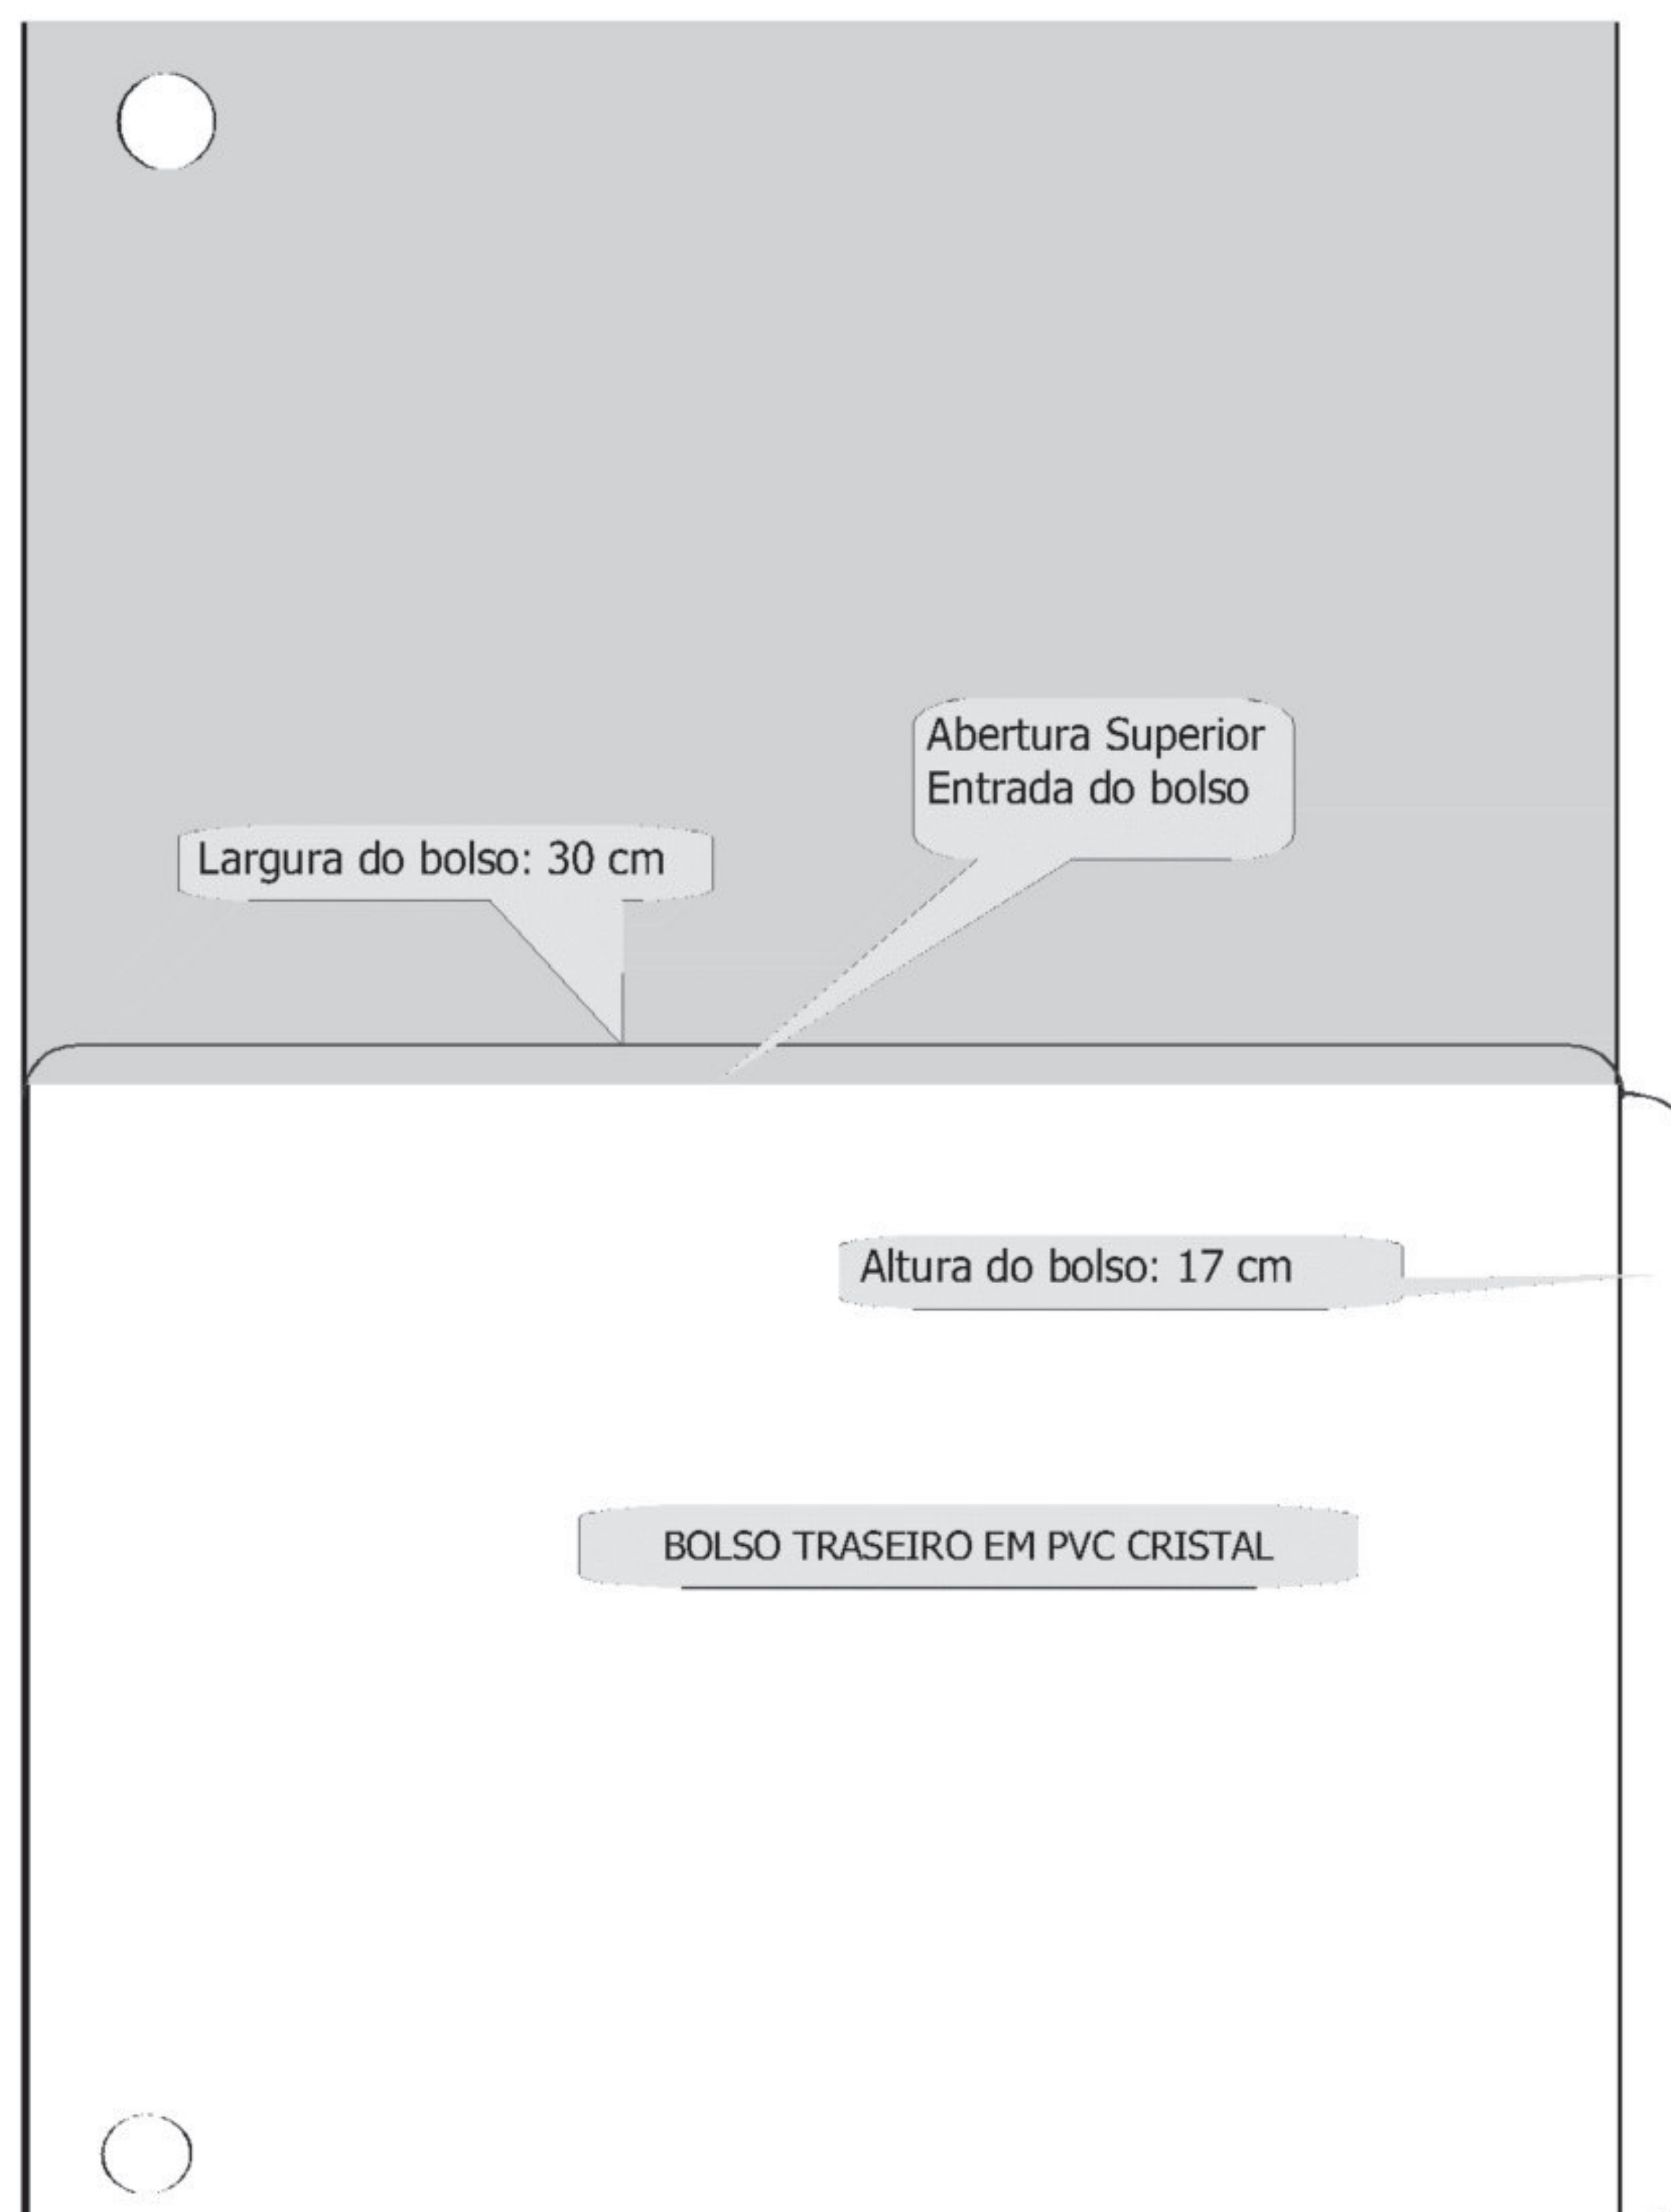 Abertura Superior
Entrada do bolso
Largura do bolso: 30 cm
Altura do bolso: 17 cm
BOLSO TRASEIRO EM PVC CRISTAL